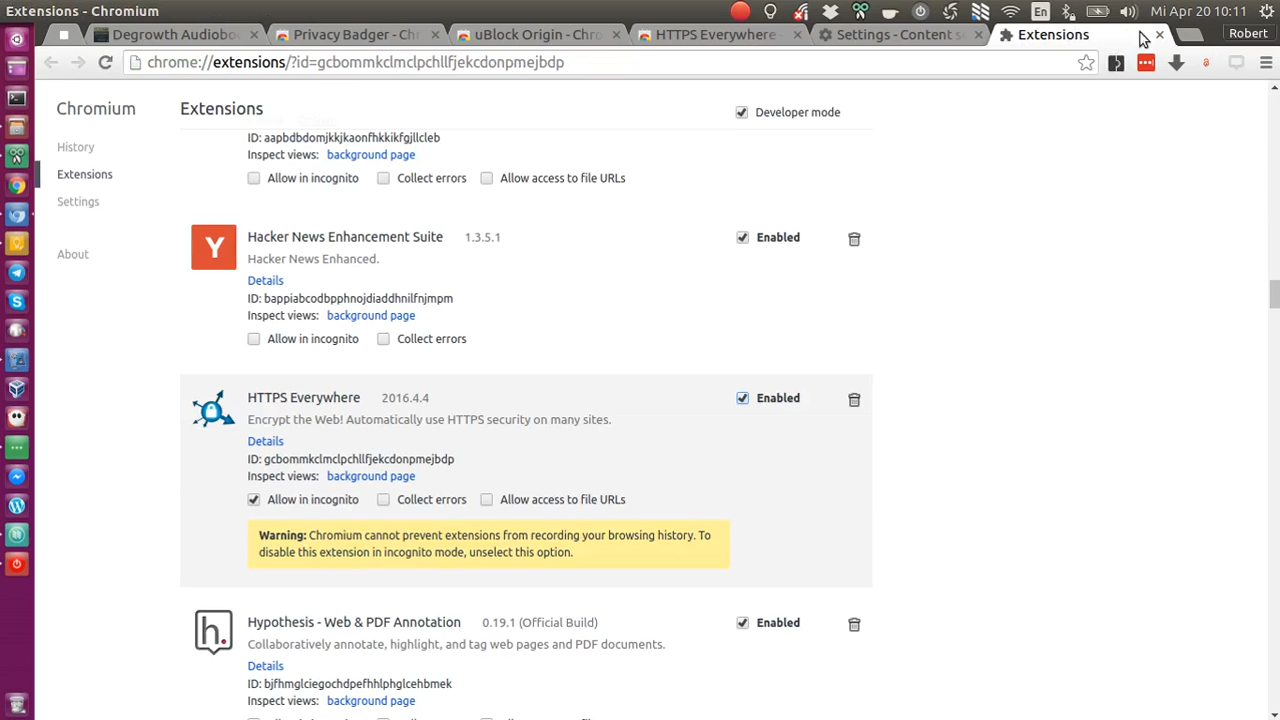 Extensions - Chromium
En
Mi Apr 20 10:11
Degrowth Audiobo
Privacy Badger - Chr
uBlock Origin - Chro
HTTPS Everywhere -
Settings - Content se
Extensions
Robert
chrome://extensions/?id=gcbommkclmclpchllfjekcdonpmejbdp
Chromium
Extensions
Developer mode
ID: aapbdbdomjkkjkaonfhkkikfgjllcleb
History
Inspect views: background page
Extensions
Allow in incognito Collect errors Allow access to file URLs
Settings
Y
Hacker News Enhancement Suite 1.3.5.1
Enabled
About
Hacker News Enhanced.
Details
ID: bappiabcodbpphnojdiaddhnilfnjmpm
Inspect views: background page
Allow in incognito Collect errors
HTTPS Everywhere 2016.4.4
Enabled
Encrypt the Web! Automatically use HTTPS security on many sites.
Details
ID: gcbommkclmclpchllfjekcdonpmejbdp
Inspect views: background page
Allow in incognito Collect errors Allow access to file URLs
Warning: Chromium cannot prevent extensions from recording your browsing history. To
disable this extension in incognito mode, unselect this option.
h.
Hypothesis - Web & PDF Annotation 0.19.1 (Official Build)
Enabled
Collaboratively annotate, highlight, and tag web pages and PDF documents.
Details
ID: bjfhmglciegochdpefhhlphglcehbmek
Inspect views: background page